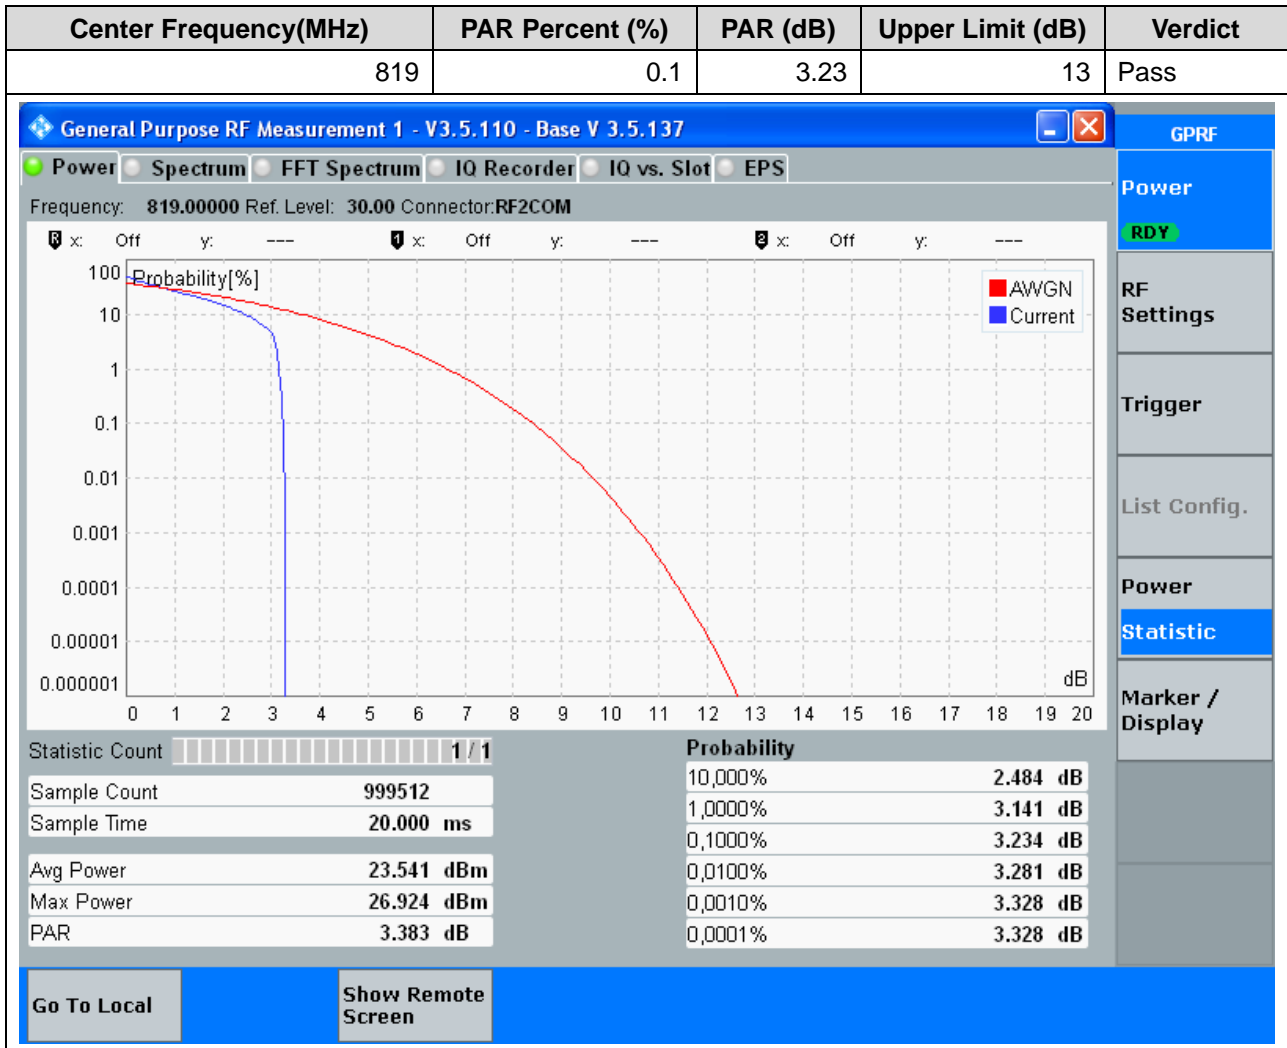 Center Frequency(MHz) PAR Percent (%) PAR (dB) Upper Limit (dB) Verdict
819 0.1 3.23 13 Pass
General Purpose RF Measurement 1 - V3.5.110 - Base V 3.5.137
GPRF
Power Spectrum FFT Spectrum IQ Recorder IQ vs. Slot EPS
Power
RDY
Frequency: 819.00000 Ref. Level: 30.00 Connector:RF2COM
R x: Off y: --- 1 x: Off y: --- 2 x: Off y: ---
Probability[%]
AWGN
Current
100
10
1
0.1
0.01
0.001
0.0001
0.00001
0.000001
dB
0 1 2 3 4 5 6 7 8 9 10 11 12 13 14 15 16 17 18 19 20
RF
Settings
Trigger
List Config.
Power
Statistic
Marker /
Display
Statistic Count 1 / 1
Sample Count 999512
Sample Time 20.000 ms
Avg Power 23.541 dBm
Max Power 26.924 dBm
PAR 3.383 dB
Probability
10,000% 2.484 dB
1,0000% 3.141 dB
0,1000% 3.234 dB
0,0100% 3.281 dB
0,0010% 3.328 dB
0,0001% 3.328 dB
Go To Local
Show Remote
Screen